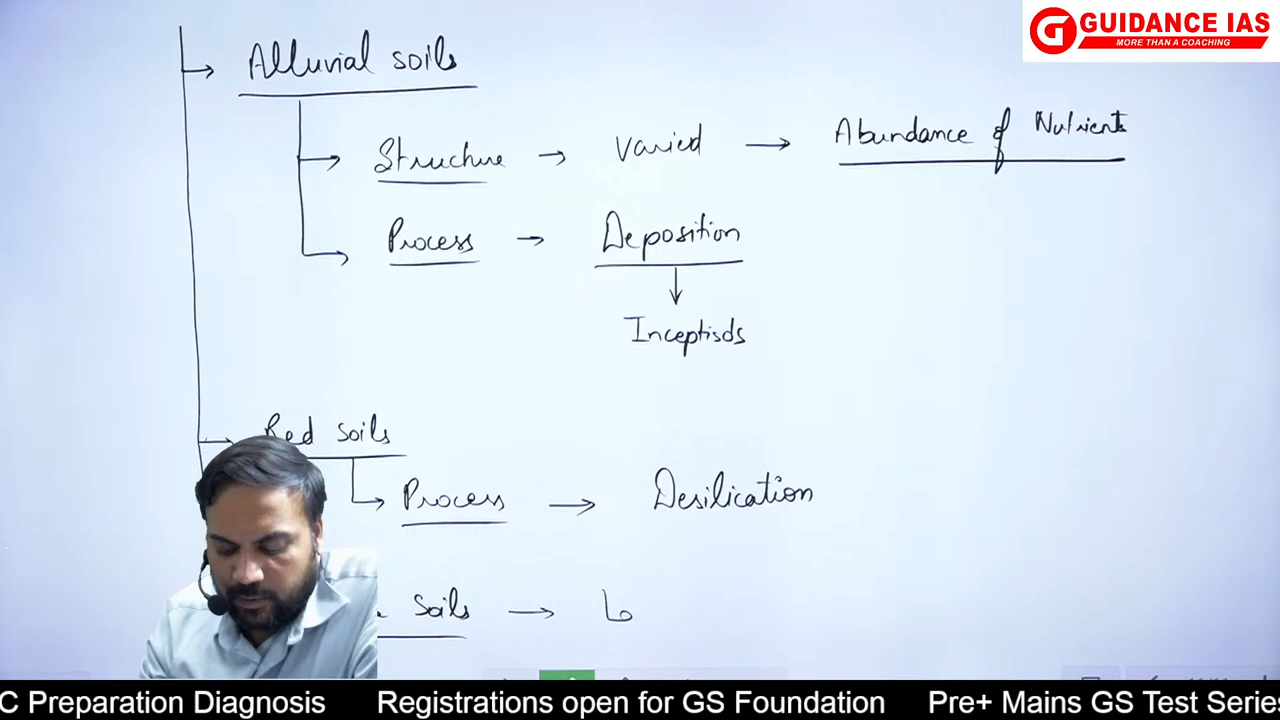 GUIDANCE IAS
MORE THAN A COACHING
Alluvial soils
Structure → Varied → Abundance of Nutrients
Process → Deposition
Inceptisols
Red soils
Process → Desilication
Soils →
C Preparation Diagnosis Registrations open for GS Foundation Pre+ Mains GS Test Series